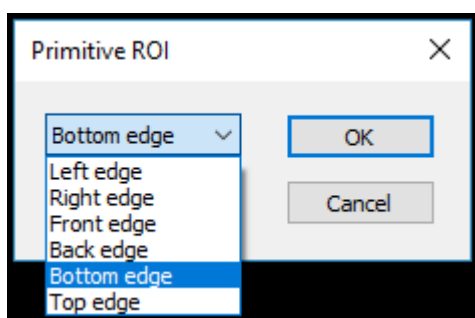 Primitive ROI
Bottom edge
OK
Left edge
Right edge
Front edge
Cancel
Back edge
Bottom edge
Top edge